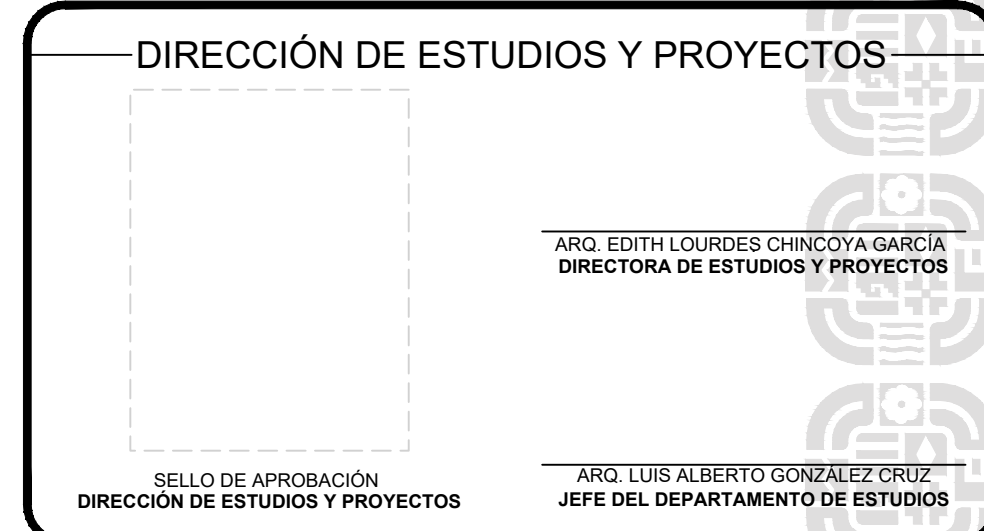 DIRECCIÓN DE ESTUDIOS Y PROYECTOS
ARQ. EDITH LOURDES CHINCOYA GARCÍA
DIRECTORA DE ESTUDIOS Y PROYECTOS
SELLO DE APROBACIÓN
DIRECCIÓN DE ESTUDIOS Y PROYECTOS
ARQ. LUIS ALBERTO GONZÁLEZ CRUZ
JEFE DEL DEPARTAMENTO DE ESTUDIOS